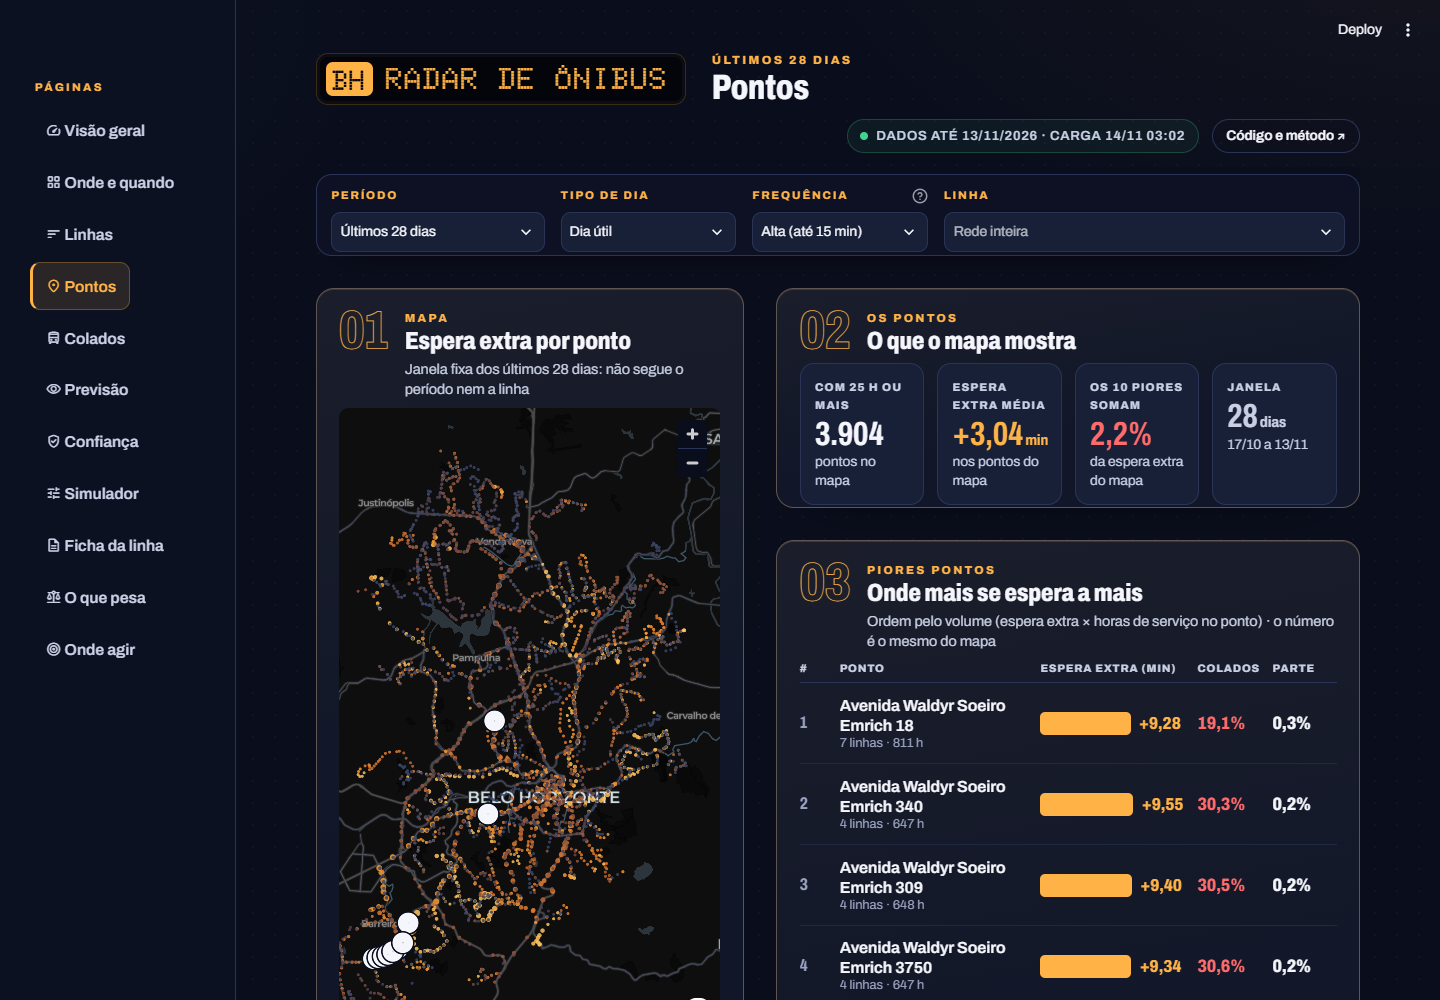 Deploy
PÁGINAS
Visão geral
Onde e quando
Linhas
Pontos
Colados
Previsão
Confiança
Simulador
Ficha da linha
O que pesa
Onde agir
BH RADAR DE ÔNIBUS
ÚLTIMOS 28 DIAS
Pontos
DADOS ATÉ 13/11/2026 · CARGA 14/11 03:02
Código e método ↗
PERÍODO
Últimos 28 dias
TIPO DE DIA
Dia útil
FREQUÊNCIA
Alta (até 15 min)
LINHA
Rede inteira
01
MAPA
Espera extra por ponto
Janela fixa dos últimos 28 dias: não segue o
período nem a linha
+
−
Justinópolis
Venda Nova
Pampulha
Carvalho de
BELO HORIZONTE
Barreiro
02
OS PONTOS
O que o mapa mostra
COM 25 H OU
MAIS
3.904
pontos no
mapa
ESPERA
EXTRA MÉDIA
+3,04 min
nos pontos do
mapa
OS 10 PIORES
SOMAM
2,2%
da espera extra
do mapa
JANELA
28 dias
17/10 a 13/11
03
PIORES PONTOS
Onde mais se espera a mais
Ordem pelo volume (espera extra × horas de serviço no ponto) · o número
é o mesmo do mapa
# PONTO ESPERA EXTRA (MIN) COLADOS PARTE
1 Avenida Waldyr Soeiro
Emrich 18
7 linhas · 811 h
+9,28 19,1% 0,3%
2 Avenida Waldyr Soeiro
Emrich 340
4 linhas · 647 h
+9,55 30,3% 0,2%
3 Avenida Waldyr Soeiro
Emrich 309
4 linhas · 648 h
+9,40 30,5% 0,2%
4 Avenida Waldyr Soeiro
Emrich 3750
4 linhas · 647 h
+9,34 30,6% 0,2%